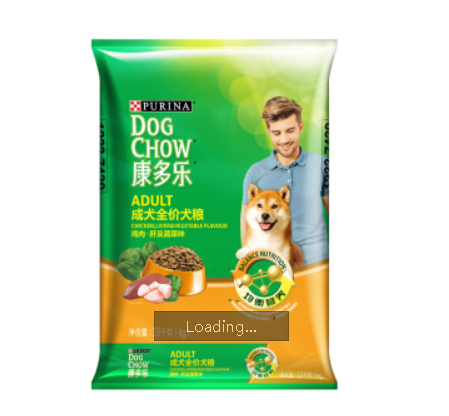 PURINA
DOG
CHOW
康多乐
ADULT
成犬全价犬粮
CHICKEN,LIVER&VEGETABLE FLAVOUR
鸡肉·肝及蔬菜味
BALANCE NUTRITION
均衡营养
净含量:
Loading...
PURINA
DOG
CHOW
康多乐
ADULT
成犬全价犬粮